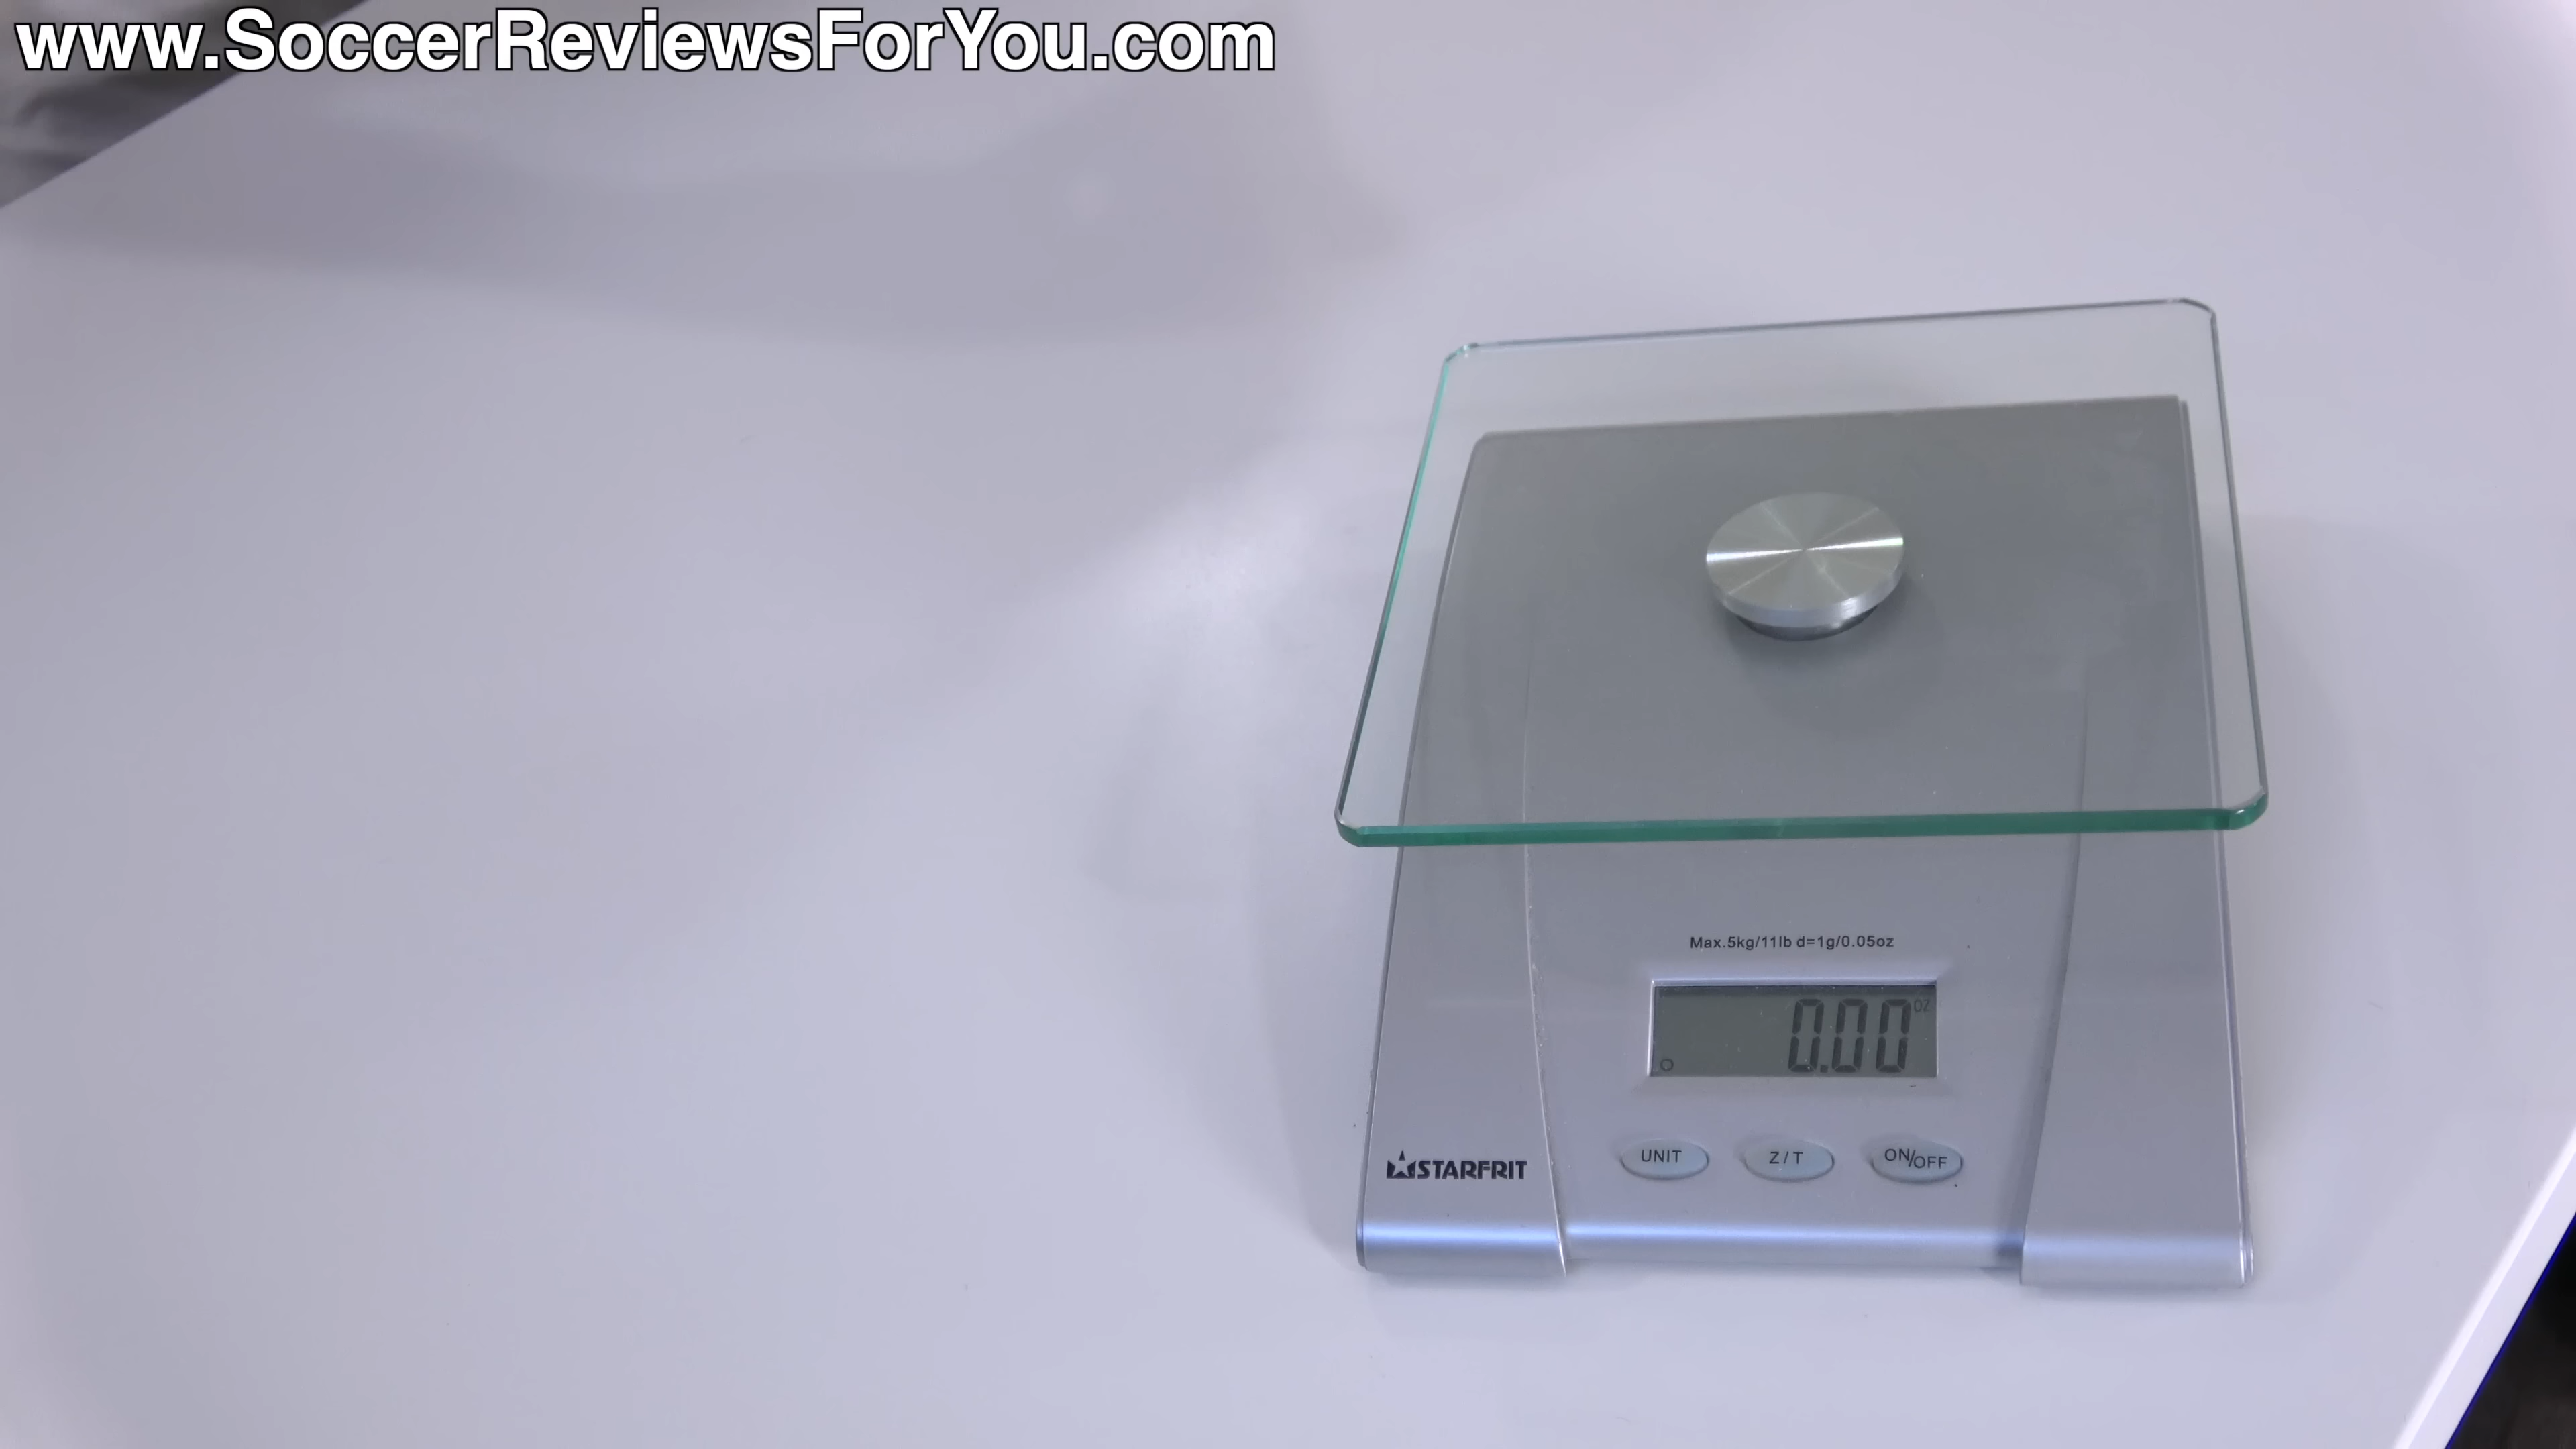 www.SoccerReviewsForYou.com
Max.5kg/11lb d=1g/0.05oz
0.00 OZ
UNIT Z/T ON/OFF
STARFRIT